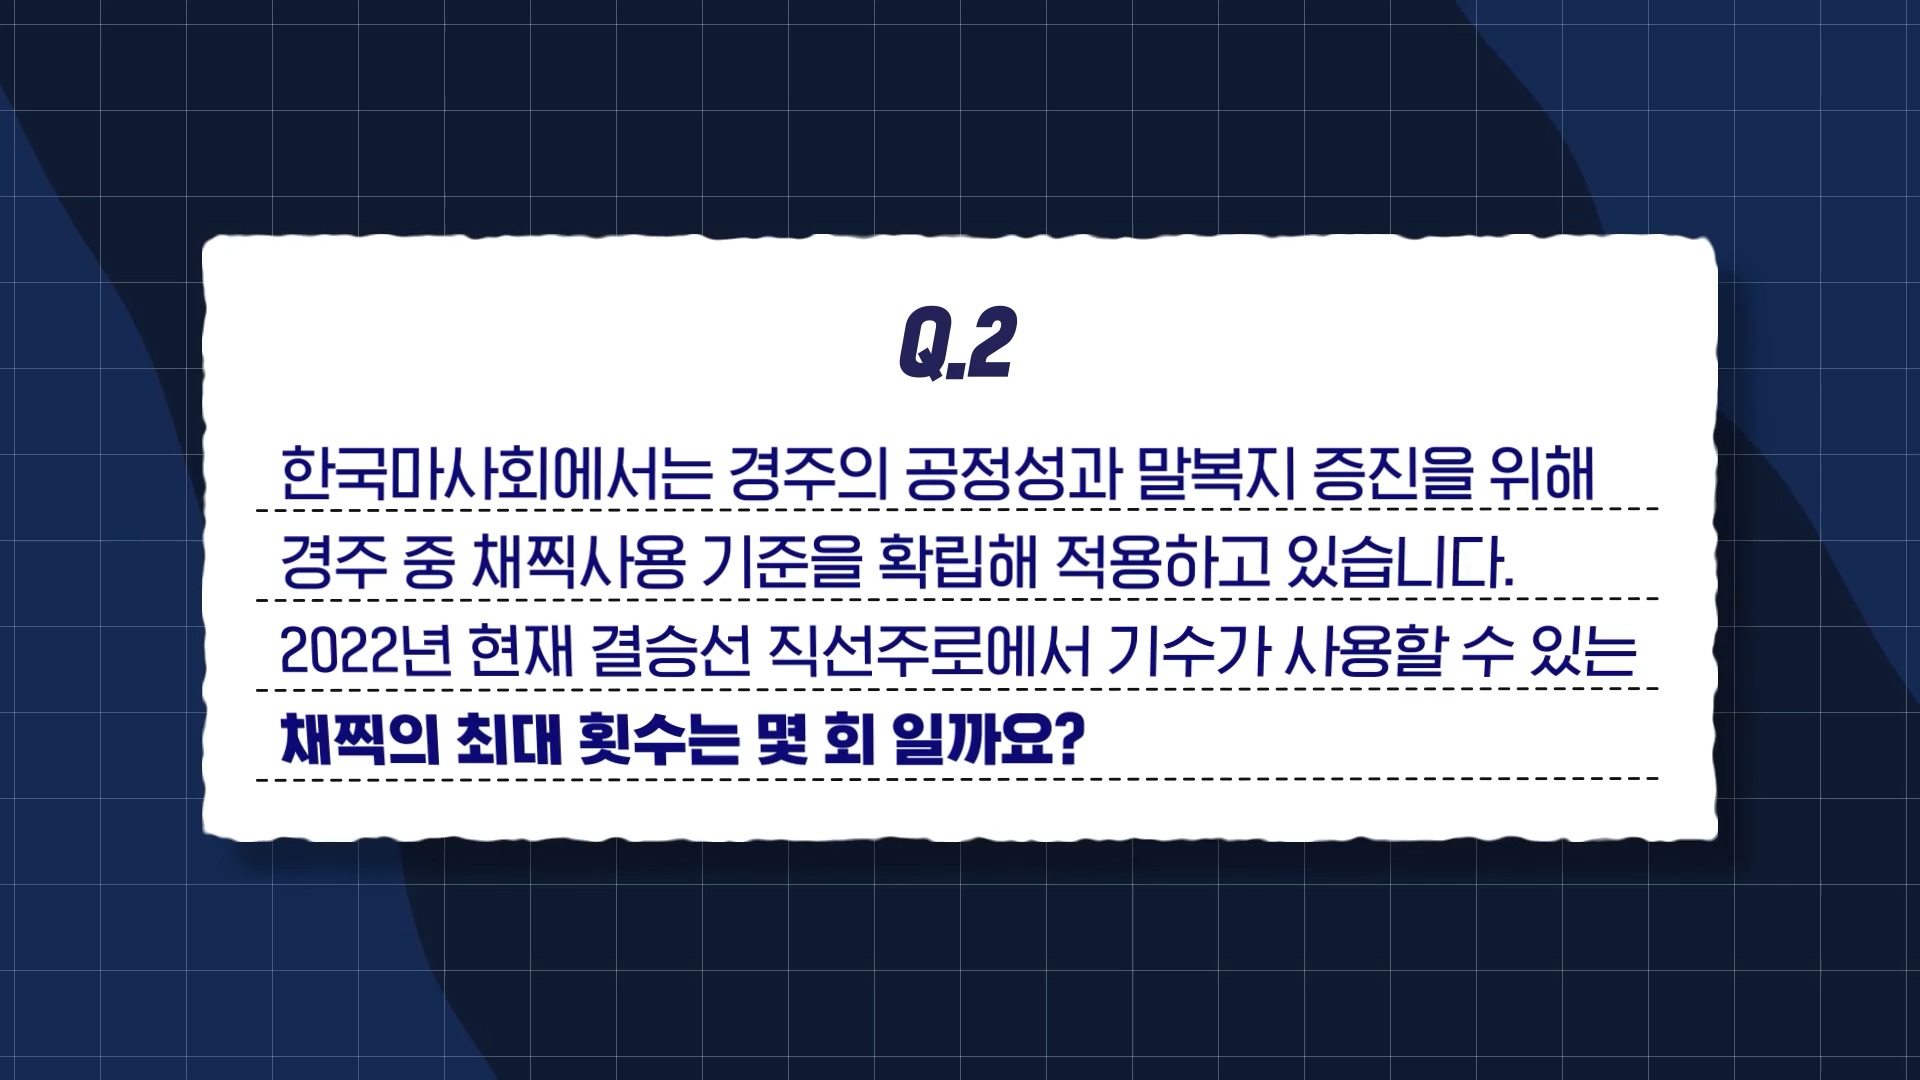 Q.2
한국마사회에서는 경주의 공정성과 말복지 증진을 위해
경주 중 채찍사용 기준을 확립해 적용하고 있습니다.
2022년 현재 결승선 직선주로에서 기수가 사용할 수 있는
채찍의 최대 횟수는 몇 회 일까요?